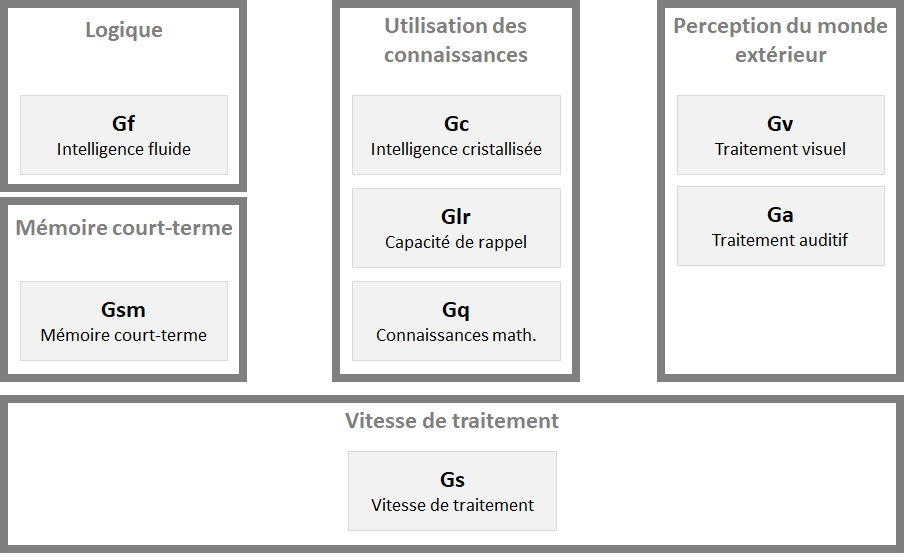 Logique
Gf
Intelligence fluide
Mémoire court-terme
Gsm
Mémoire court-terme
Utilisation des
connaissances
Gc
Intelligence cristallisée
Glr
Capacité de rappel
Gq
Connaissances math.
Perception du monde
extérieur
Gv
Traitement visuel
Ga
Traitement auditif
Vitesse de traitement
Gs
Vitesse de traitement